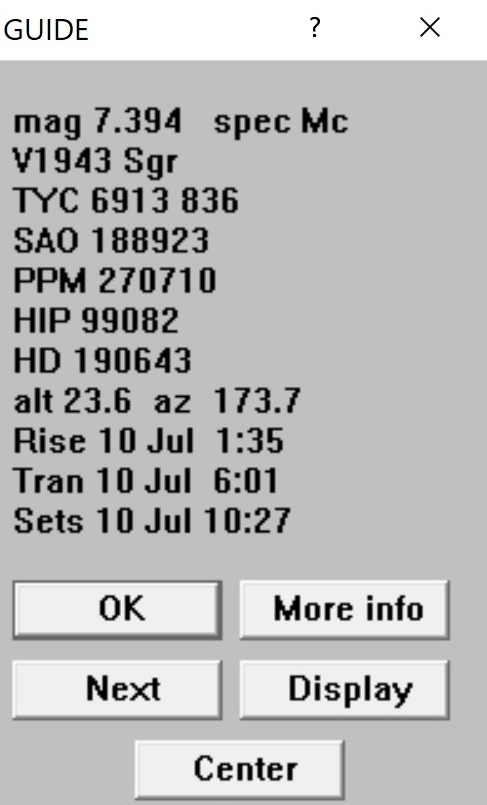 GUIDE ? ×
mag 7.394 spec Mc
V1943 Sgr
TYC 6913 836
SAO 188923
PPM 270710
HIP 99082
HD 190643
alt 23.6 az 173.7
Rise 10 Jul 1:35
Tran 10 Jul 6:01
Sets 10 Jul 10:27
OK More info
Next Display
Center